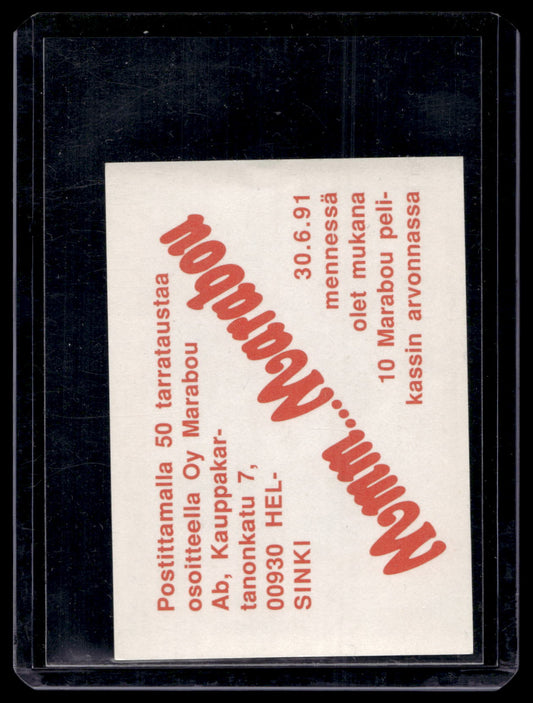 Postittamalla 50 tarrataustaa
osoitteella Oy Marabou
Ab, Kauppakar-
tanonkatu 7,
00930 HEL-
SINKI
Mmm...Marabou
30.6.91
mennessä
olet mukana
10 Marabou peli-
kassin arvonnassa